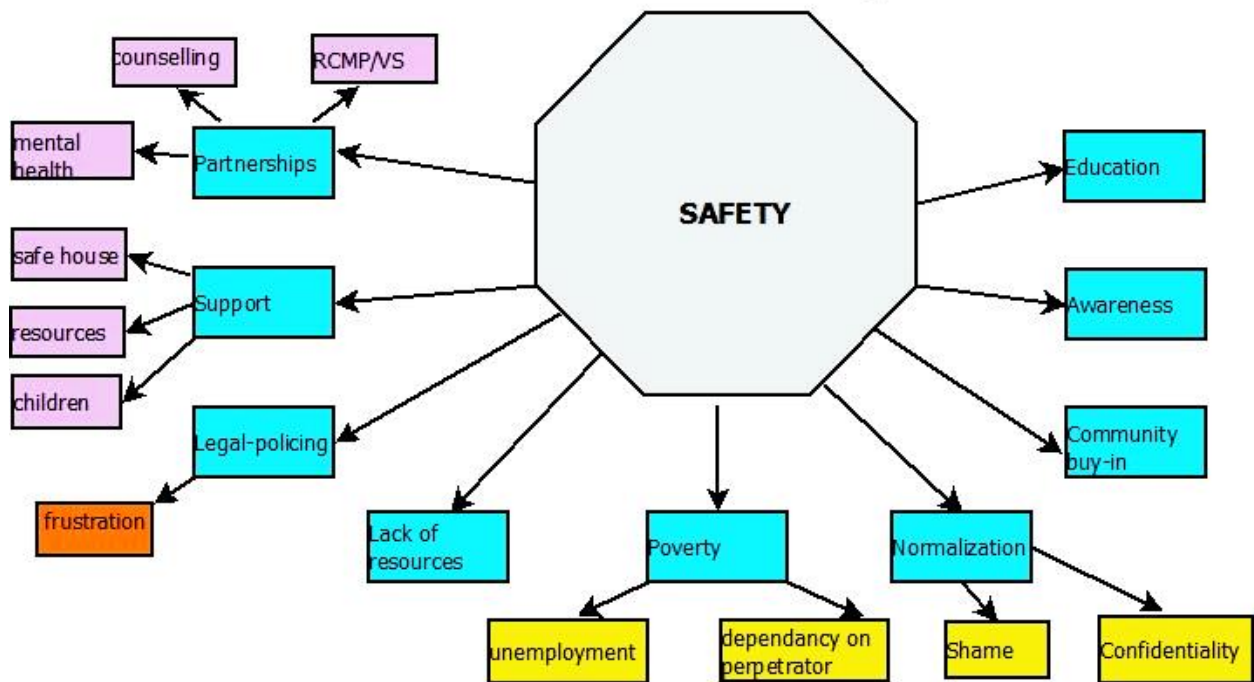 counselling
RCMP/VS
mental
health
Partnerships
Education
SAFETY
safe house
Support
Awareness
resources
children
Legal-policing
Community
buy-in
frustration
Lack of
resources
Poverty
Normalization
unemployment
dependancy on
perpetrator
Shame
Confidentiality